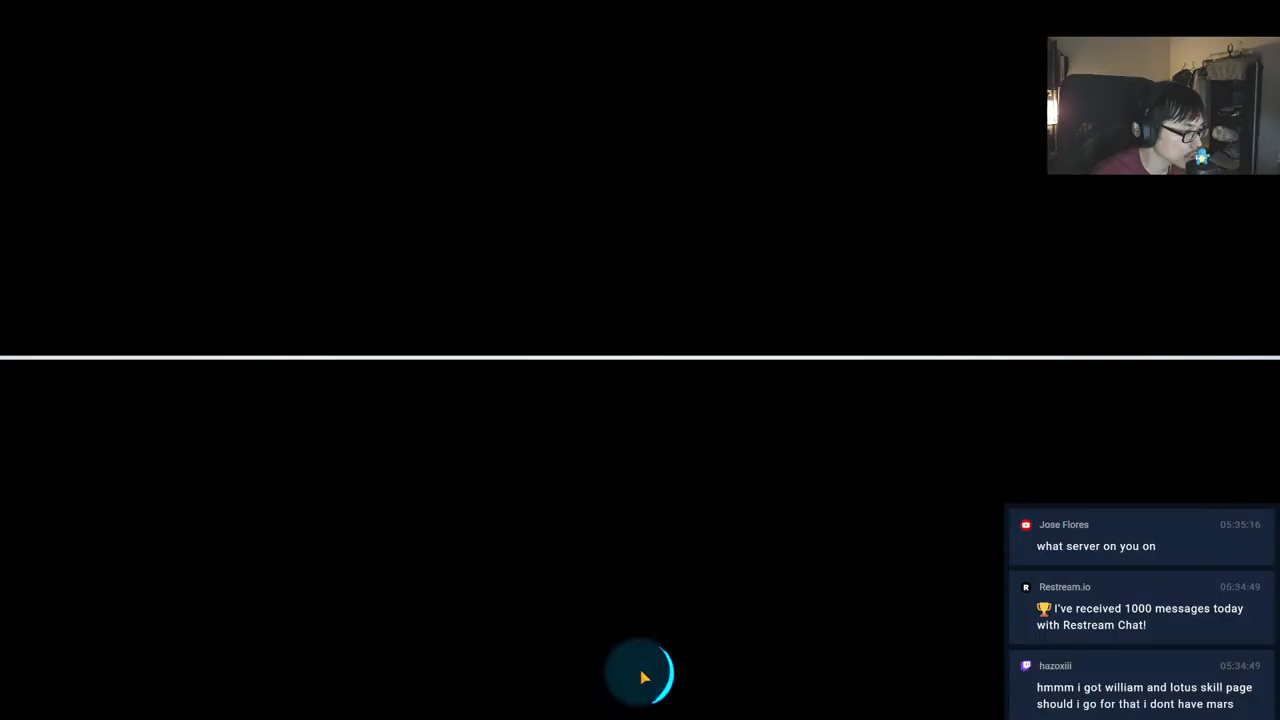 Jose Flores 05:35:16
what server on you on
R Restream.io 05:34:49
🏆 I've received 1000 messages today
with Restream Chat!
hazoxiii 05:34:49
hmmm i got william and lotus skill page
should i go for that i dont have mars